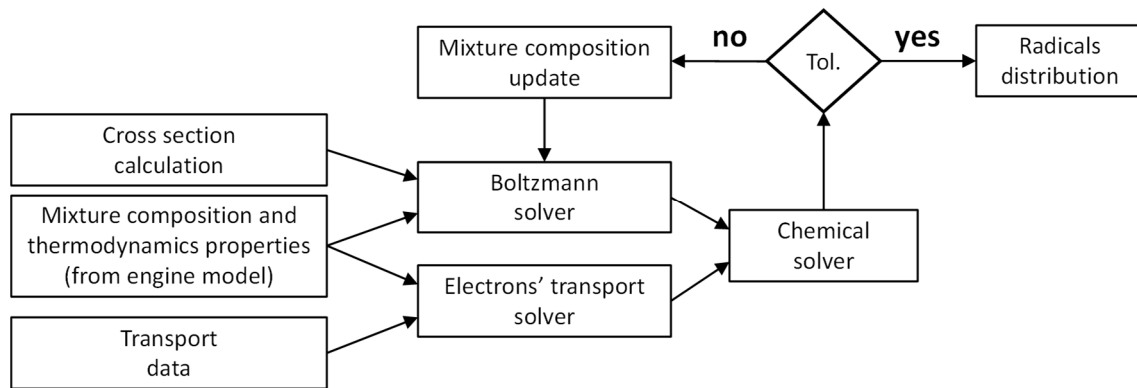 no
yes
Mixture composition
update
Tol.
Radicals
distribution
Cross section
calculation
Boltzmann
solver
Mixture composition and
thermodynamics properties
(from engine model)
Chemical
solver
Electrons' transport
solver
Transport
data